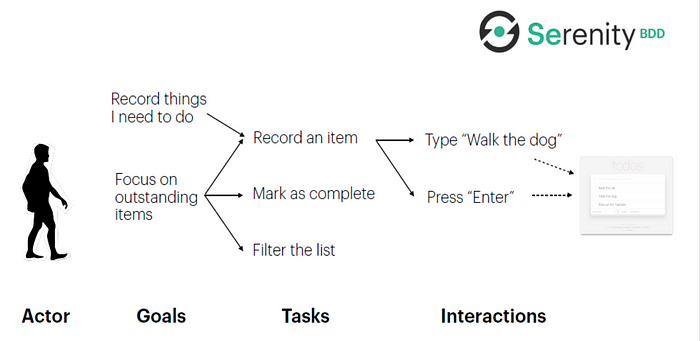 Serenity BDD
Record things
I need to do
Record an item
Type “Walk the dog”
todos
Focus on
outstanding
items
Mark as complete
Press “Enter”
Filter the list
Actor
Goals
Tasks
Interactions